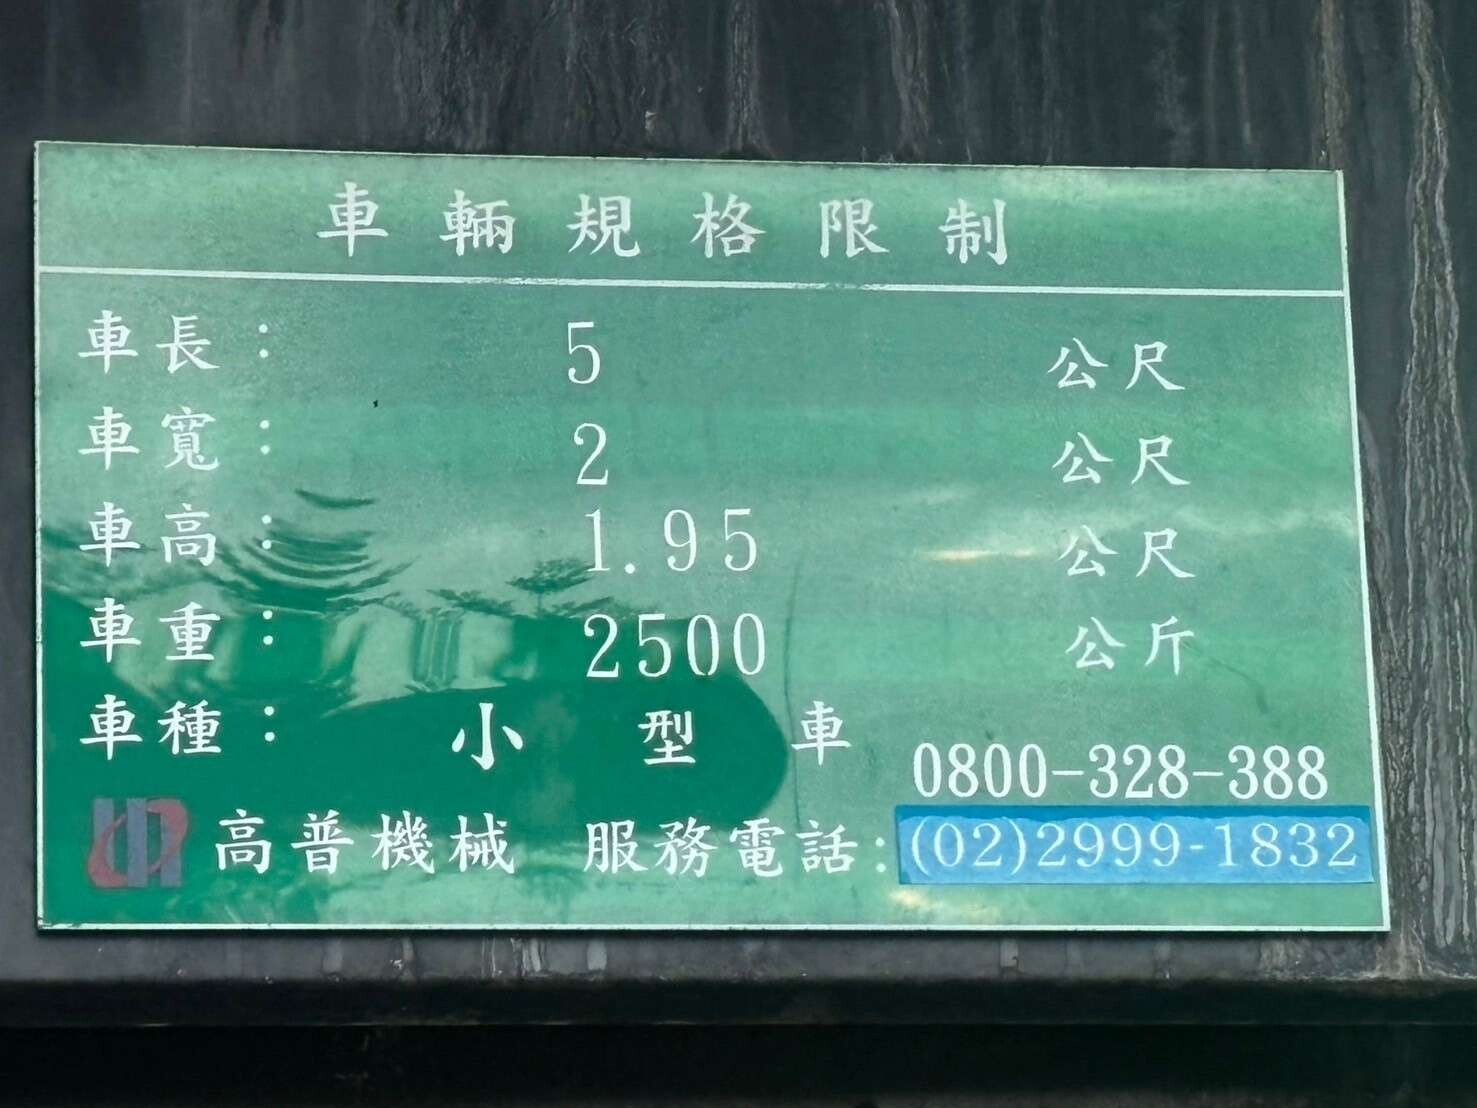 車輛規格限制
車長： 5 公尺
車寬： 2 公尺
車高： 1.95 公尺
車重： 2500 公斤
車種： 小型車
0800-328-388
高普機械 服務電話：(02)2999-1832